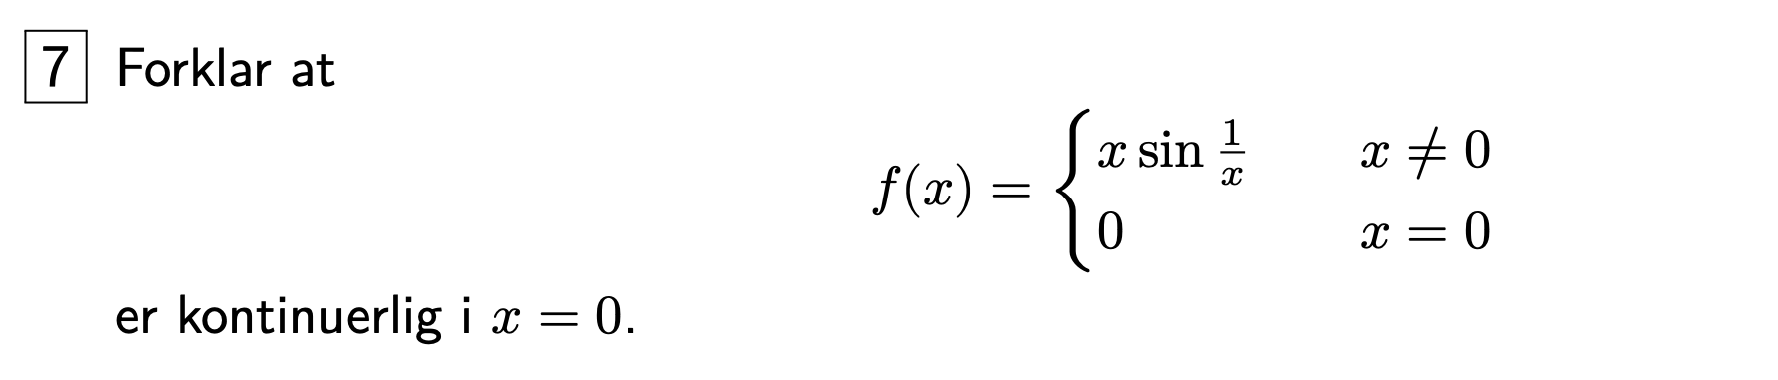 7 Forklar at
f(x) = { x sin 1/x x ≠ 0
0 x = 0
er kontinuerlig i x = 0.